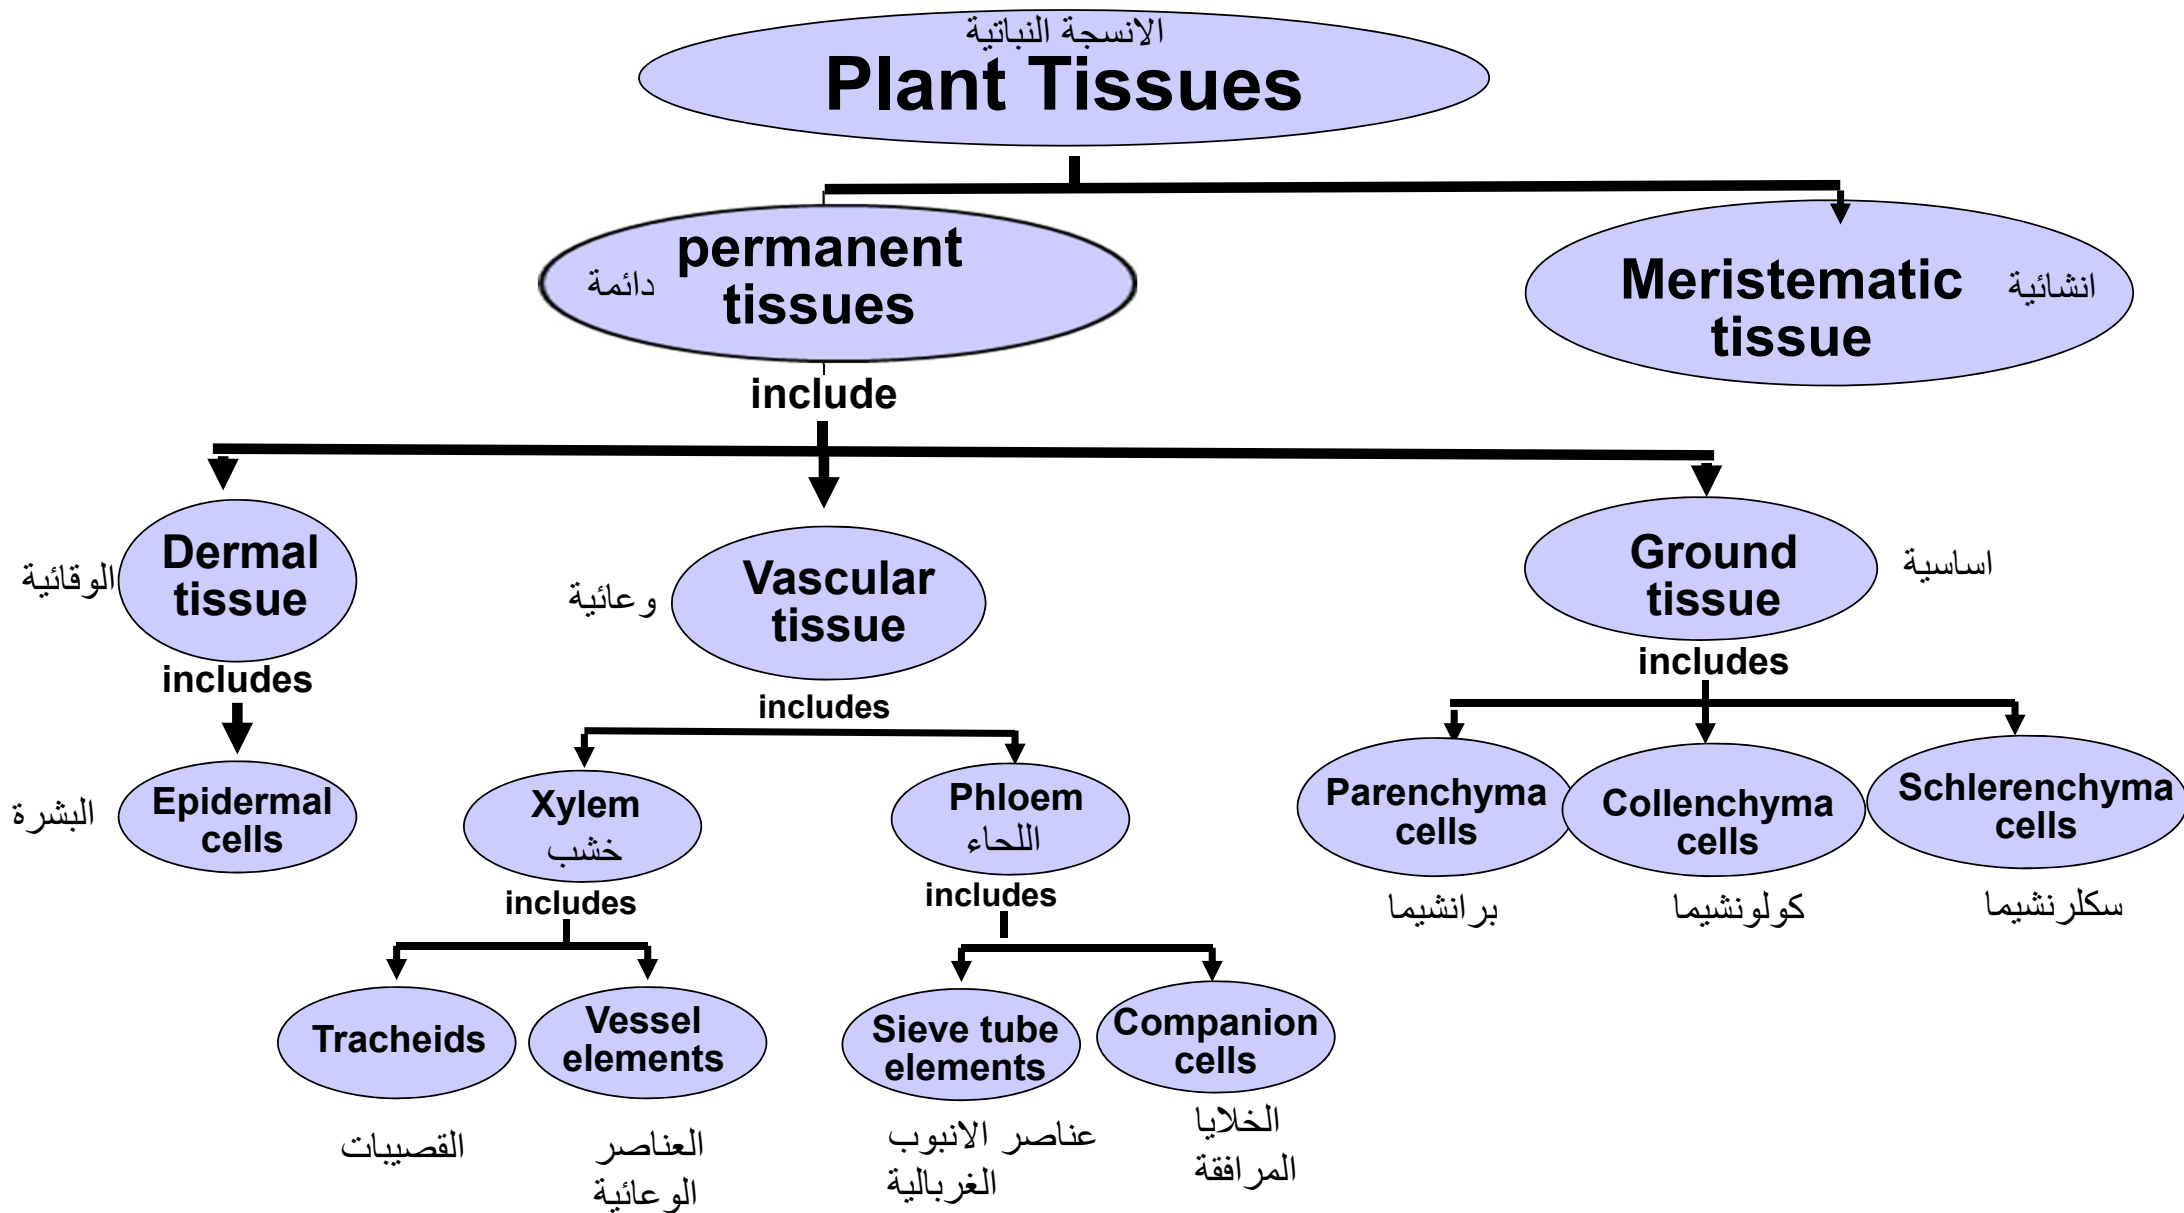 الانسجة النباتية
Plant Tissues
permanent
tissues
دائمة
Meristematic
tissue
انشائية
include
Dermal
tissue
الوقائية
Vascular
tissue
وعائية
Ground
tissue
اساسية
includes
includes
includes
Epidermal
cells
البشرة
Xylem
خشب
Phloem
اللحاء
Parenchyma
cells
Collenchyma
cells
Schlerenchyma
cells
برانشيما
كولونشيما
سكلرنشيما
includes
includes
Tracheids
Vessel
elements
Sieve tube
elements
Companion
cells
القصيبات
العناصر
الوعائية
عناصر الانبوب
الغربالية
الخلايا
المرافقة